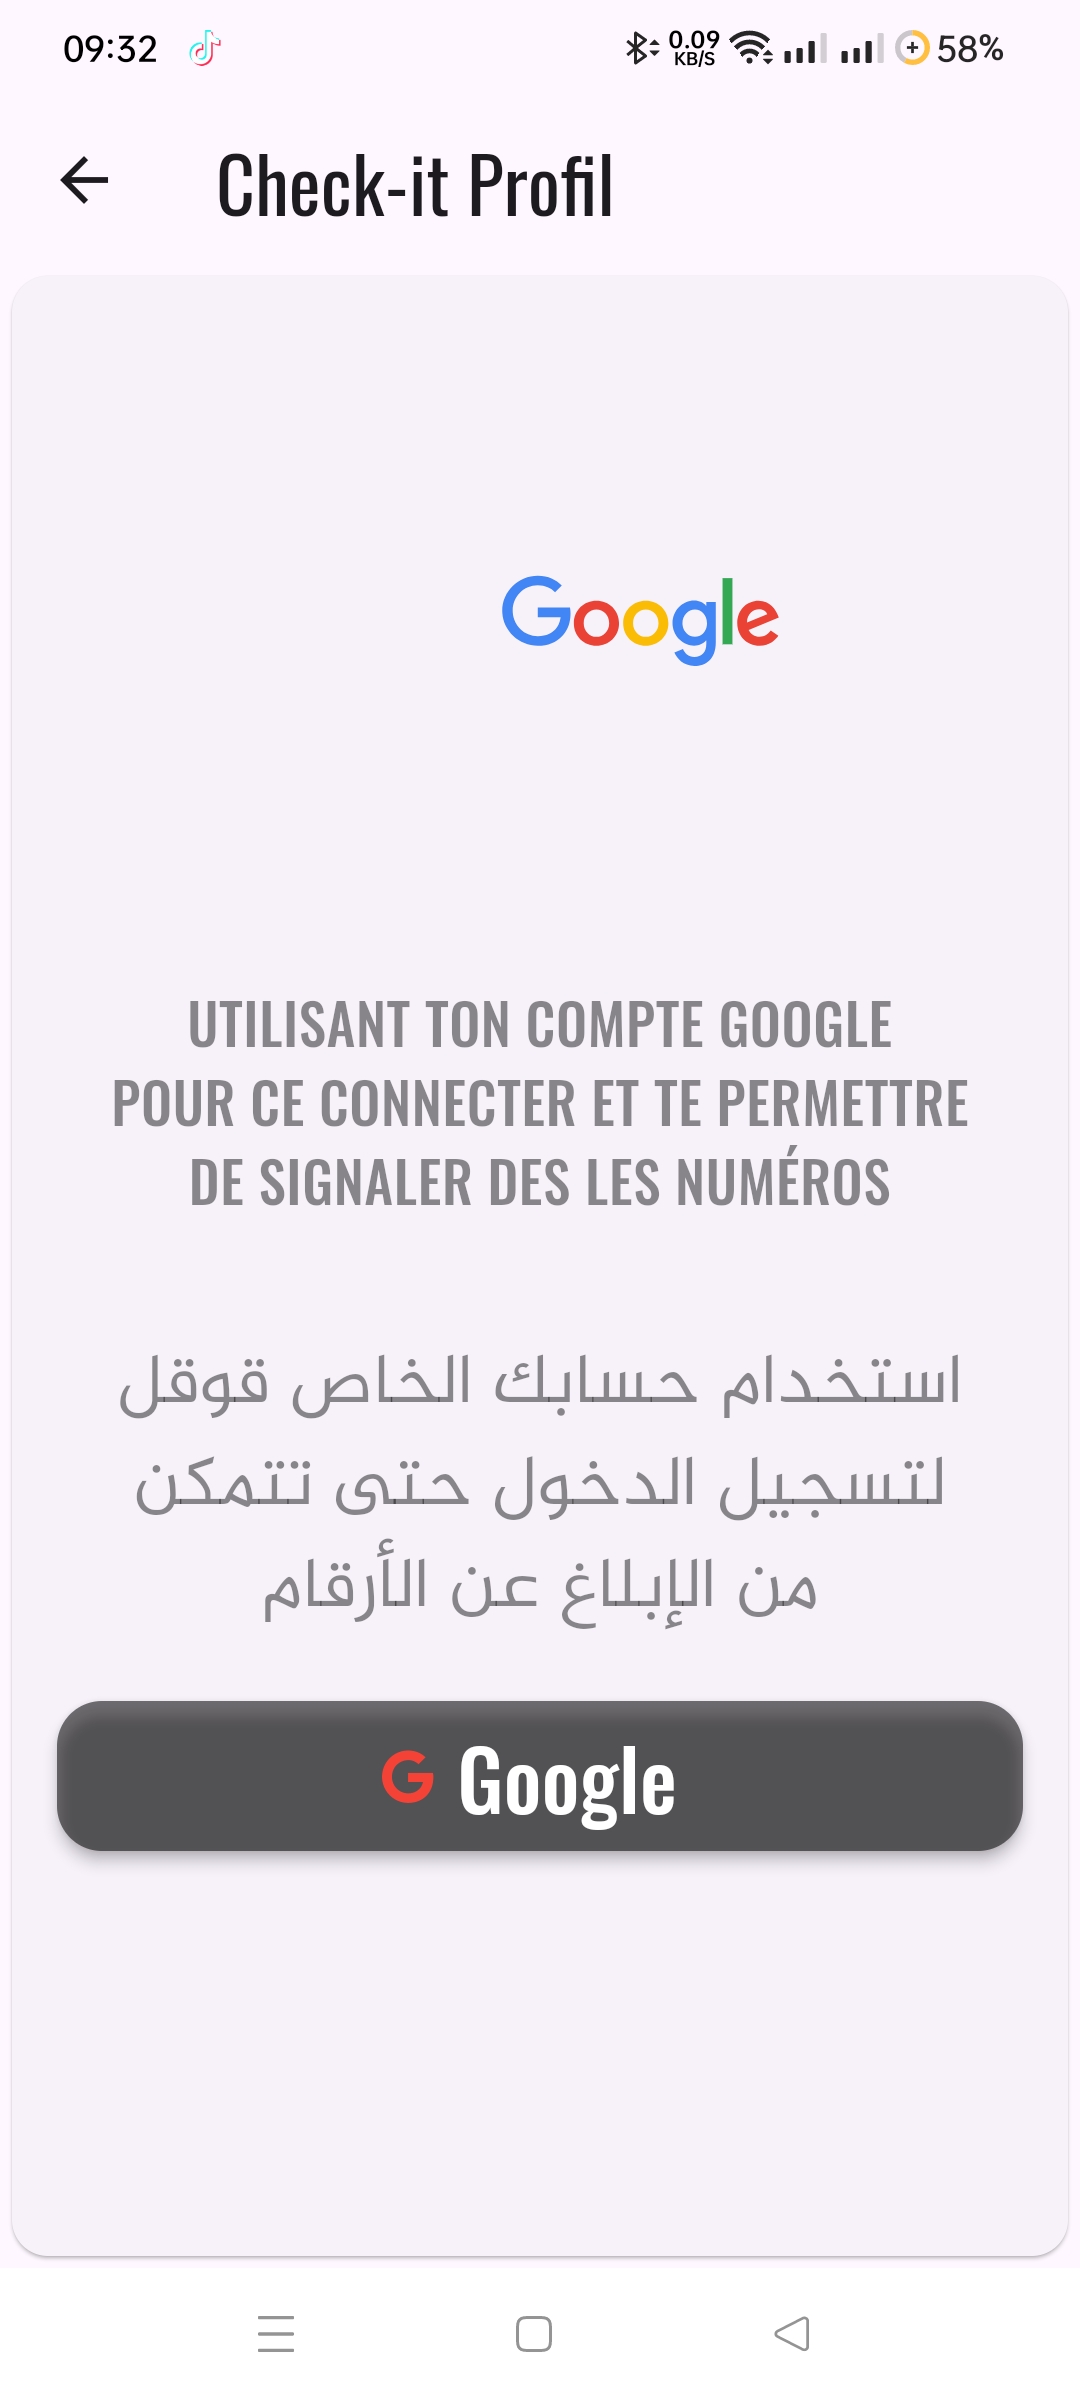 09:32
0.09 KB/S
58%
Check-it Profil
Google
UTILISANT TON COMPTE GOOGLE
POUR CE CONNECTER ET TE PERMETTRE
DE SIGNALER DES LES NUMÉROS
استخدام حسابك الخاص قوقل
لتسجيل الدخول حتى تتمكن
من الإبلاغ عن الأرقام
G Google